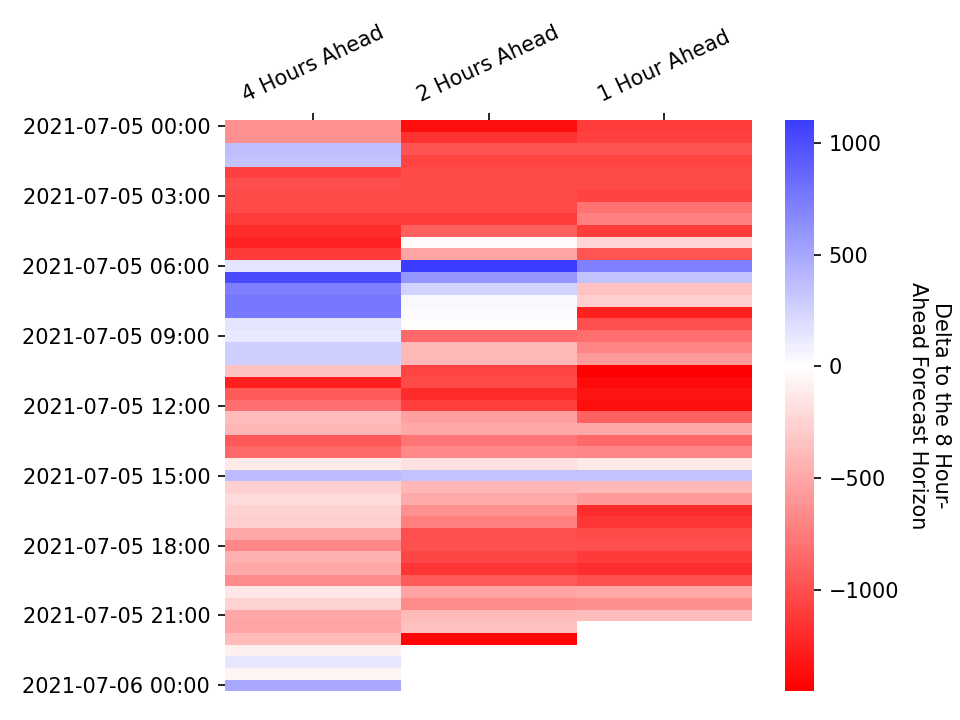 4 Hours Ahead
2 Hours Ahead
1 Hour Ahead
2021-07-05 00:00
2021-07-05 03:00
2021-07-05 06:00
2021-07-05 09:00
2021-07-05 12:00
2021-07-05 15:00
2021-07-05 18:00
2021-07-05 21:00
2021-07-06 00:00
1000
500
0
−500
−1000
Delta to the 8 Hour-
Ahead Forecast Horizon